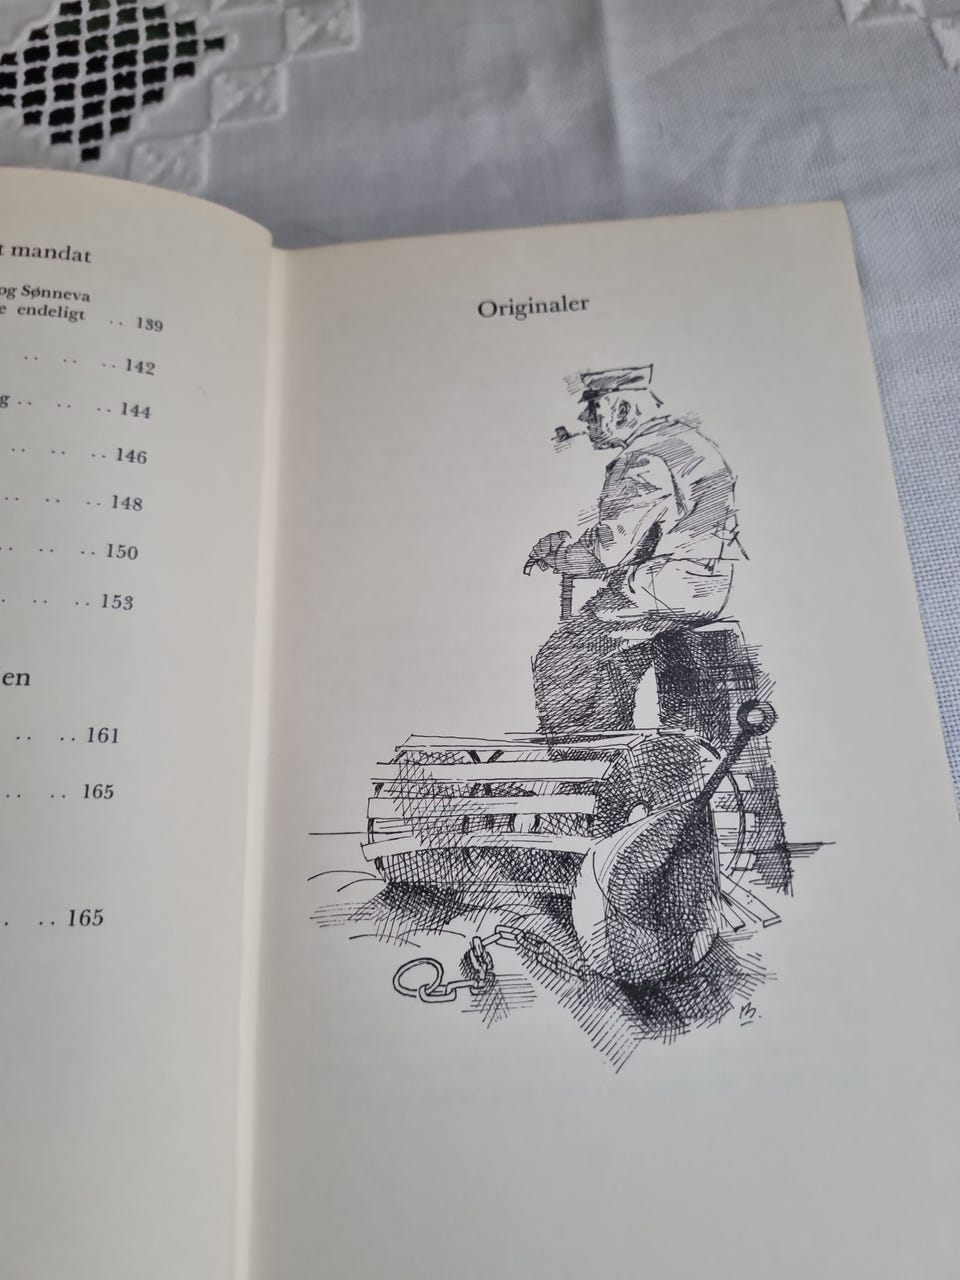 t mandat
og Sønneva
e endeligt .. 139
.. .. .. 142
g .. .. .. 144
.. .. .. 146
.. .. .. 148
.. .. .. 150
. .. .. 153
en
.. .. 161
.. .. 165
. .. 165
Originaler